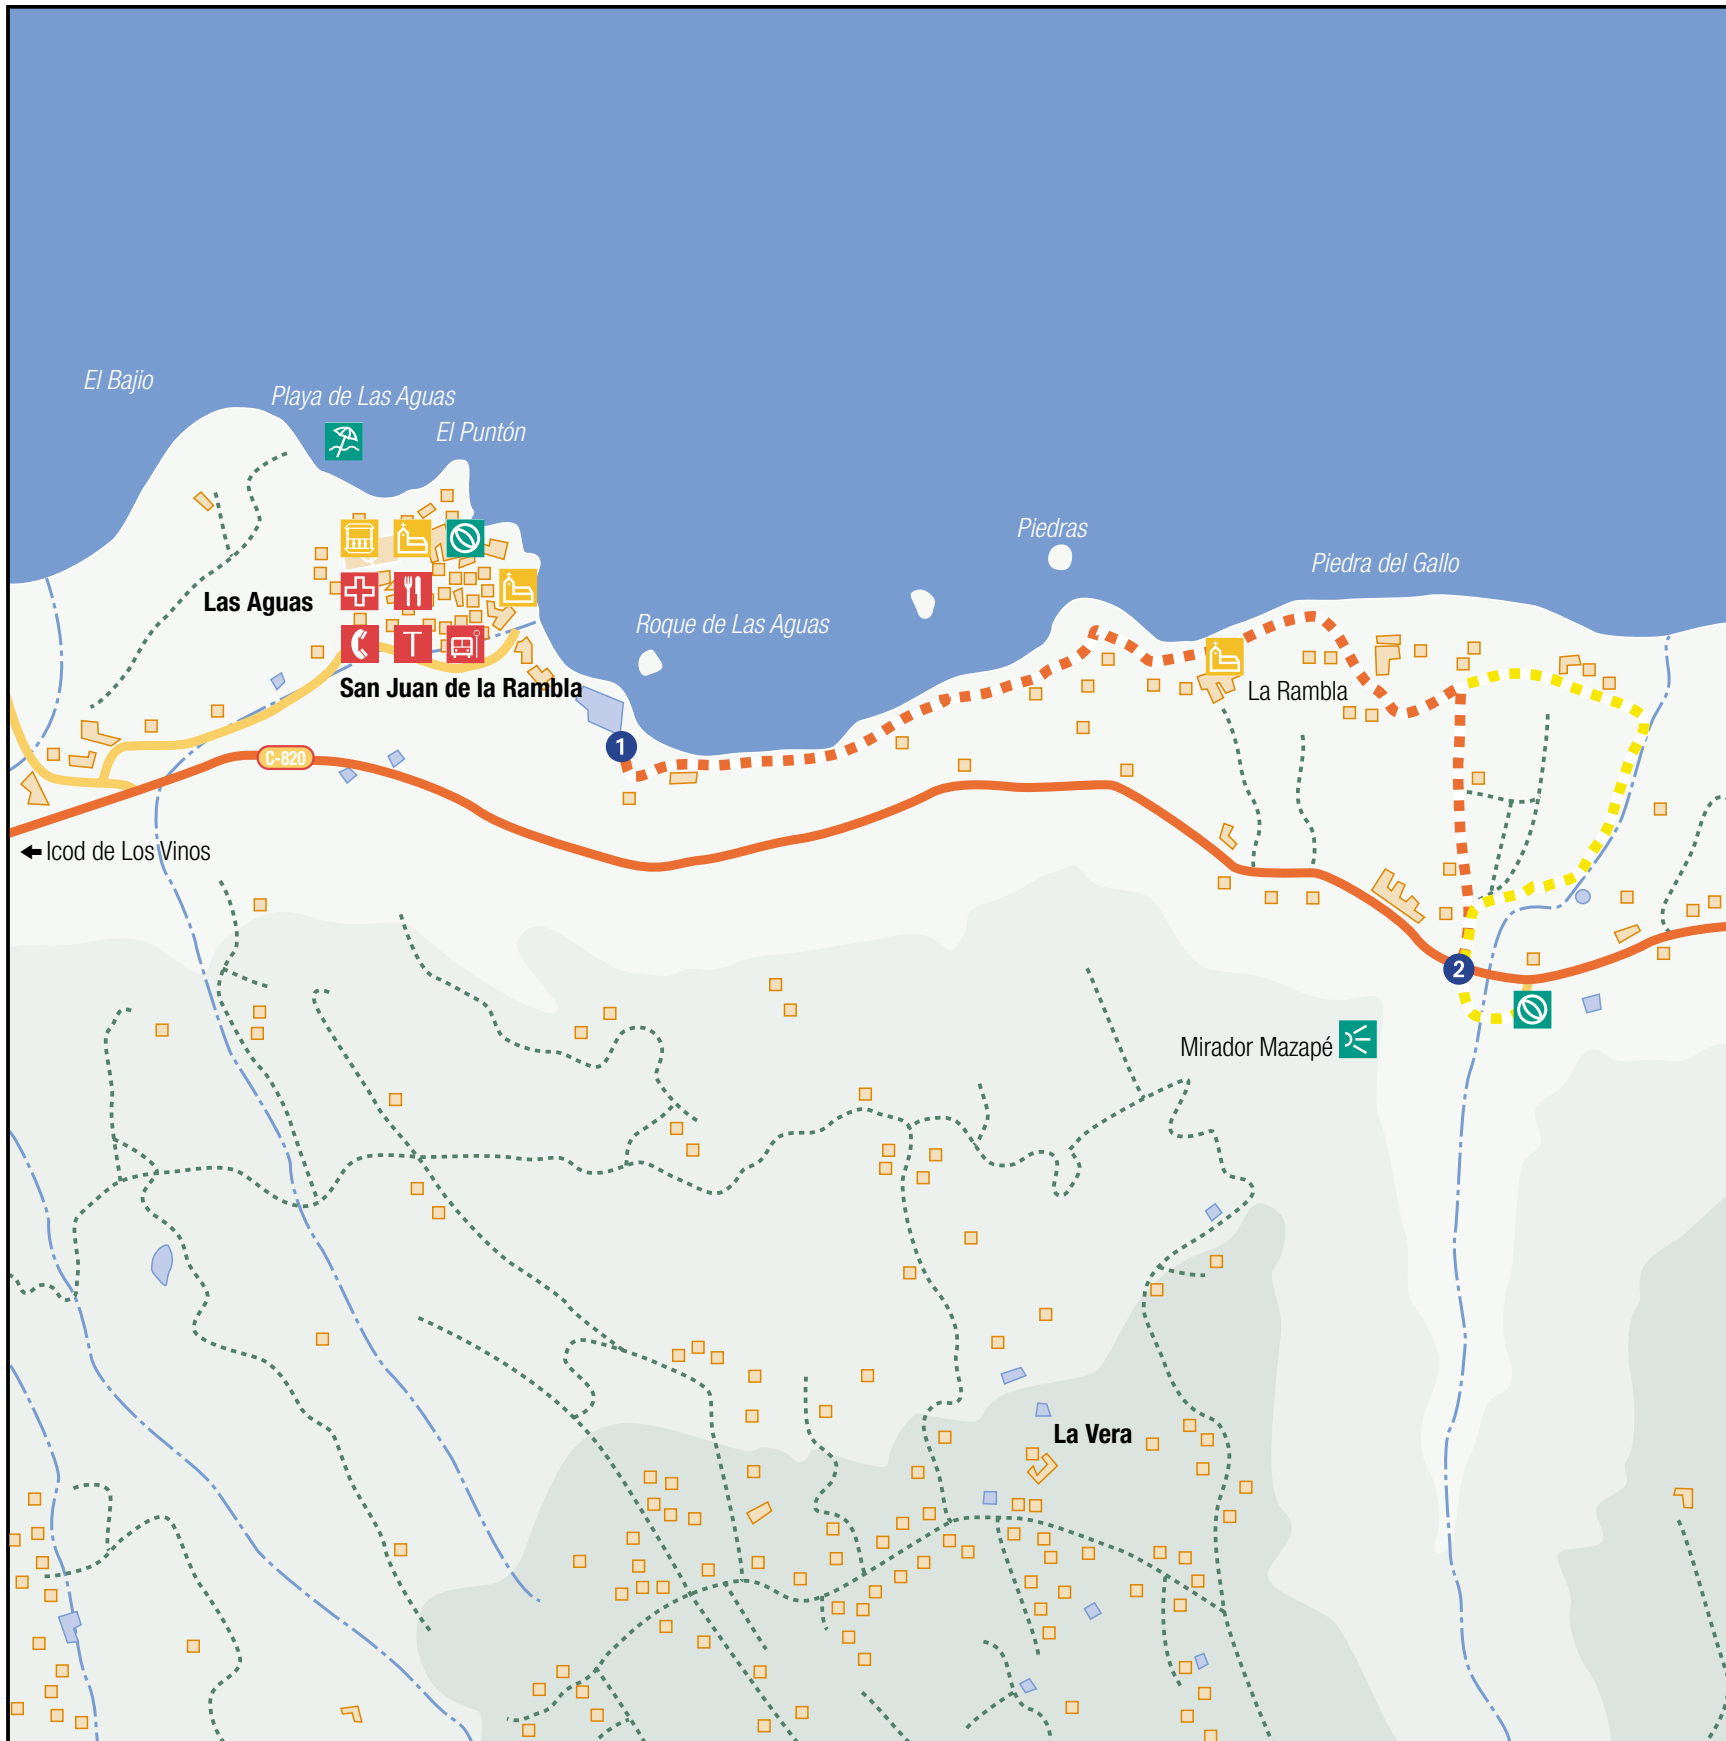 El Bajio
Playa de Las Aguas
El Puntón
Piedras
Piedra del Gallo
Las Aguas
Roque de Las Aguas
T
San Juan de la Rambla
La Rambla
1
C-820
Icod de Los Vinos
2
Mirador Mazapé
La Vera